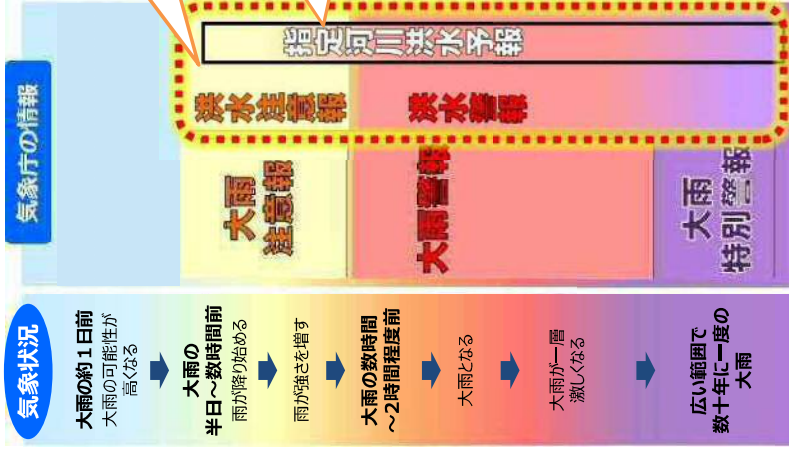 気象状況
大雨の約１日前
大雨の可能性が
高くなる
大雨の
半日～数時間前
雨が降り始める
雨が強さを増す
大雨の数時間
～2時間程度前
大雨となる
大雨が一層
激しくなる
広い範囲で
数十年に一度の
大雨
気象庁の情報
大雨
注意報
大雨警報
大雨
特別警報
洪水注意報
洪水警報
指定河川洪水予報